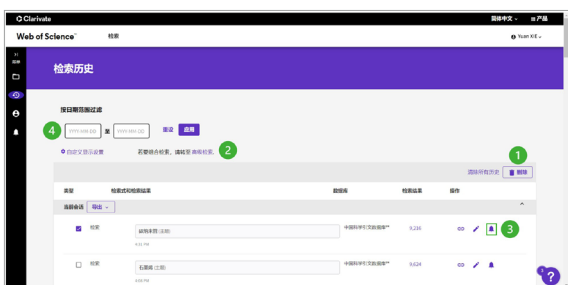 Clarivate
简体中文
产品
Web of Science™
检索
Yuan XIE
菜单
检索历史
按日期范围过滤
4
YYYY-MM-DD
至
YYYY-MM-DD
重设
应用
自定义显示设置
若要组合检索，请转至 高级检索。
2
1
清除所有历史
删除
类型
检索式和检索结果
数据库
检索结果
操作
当前会话
导出
检索
(主题)
中国科学引文数据库℠
9,236
3
检索
石墨烯 (主题)
中国科学引文数据库℠
9,624
?